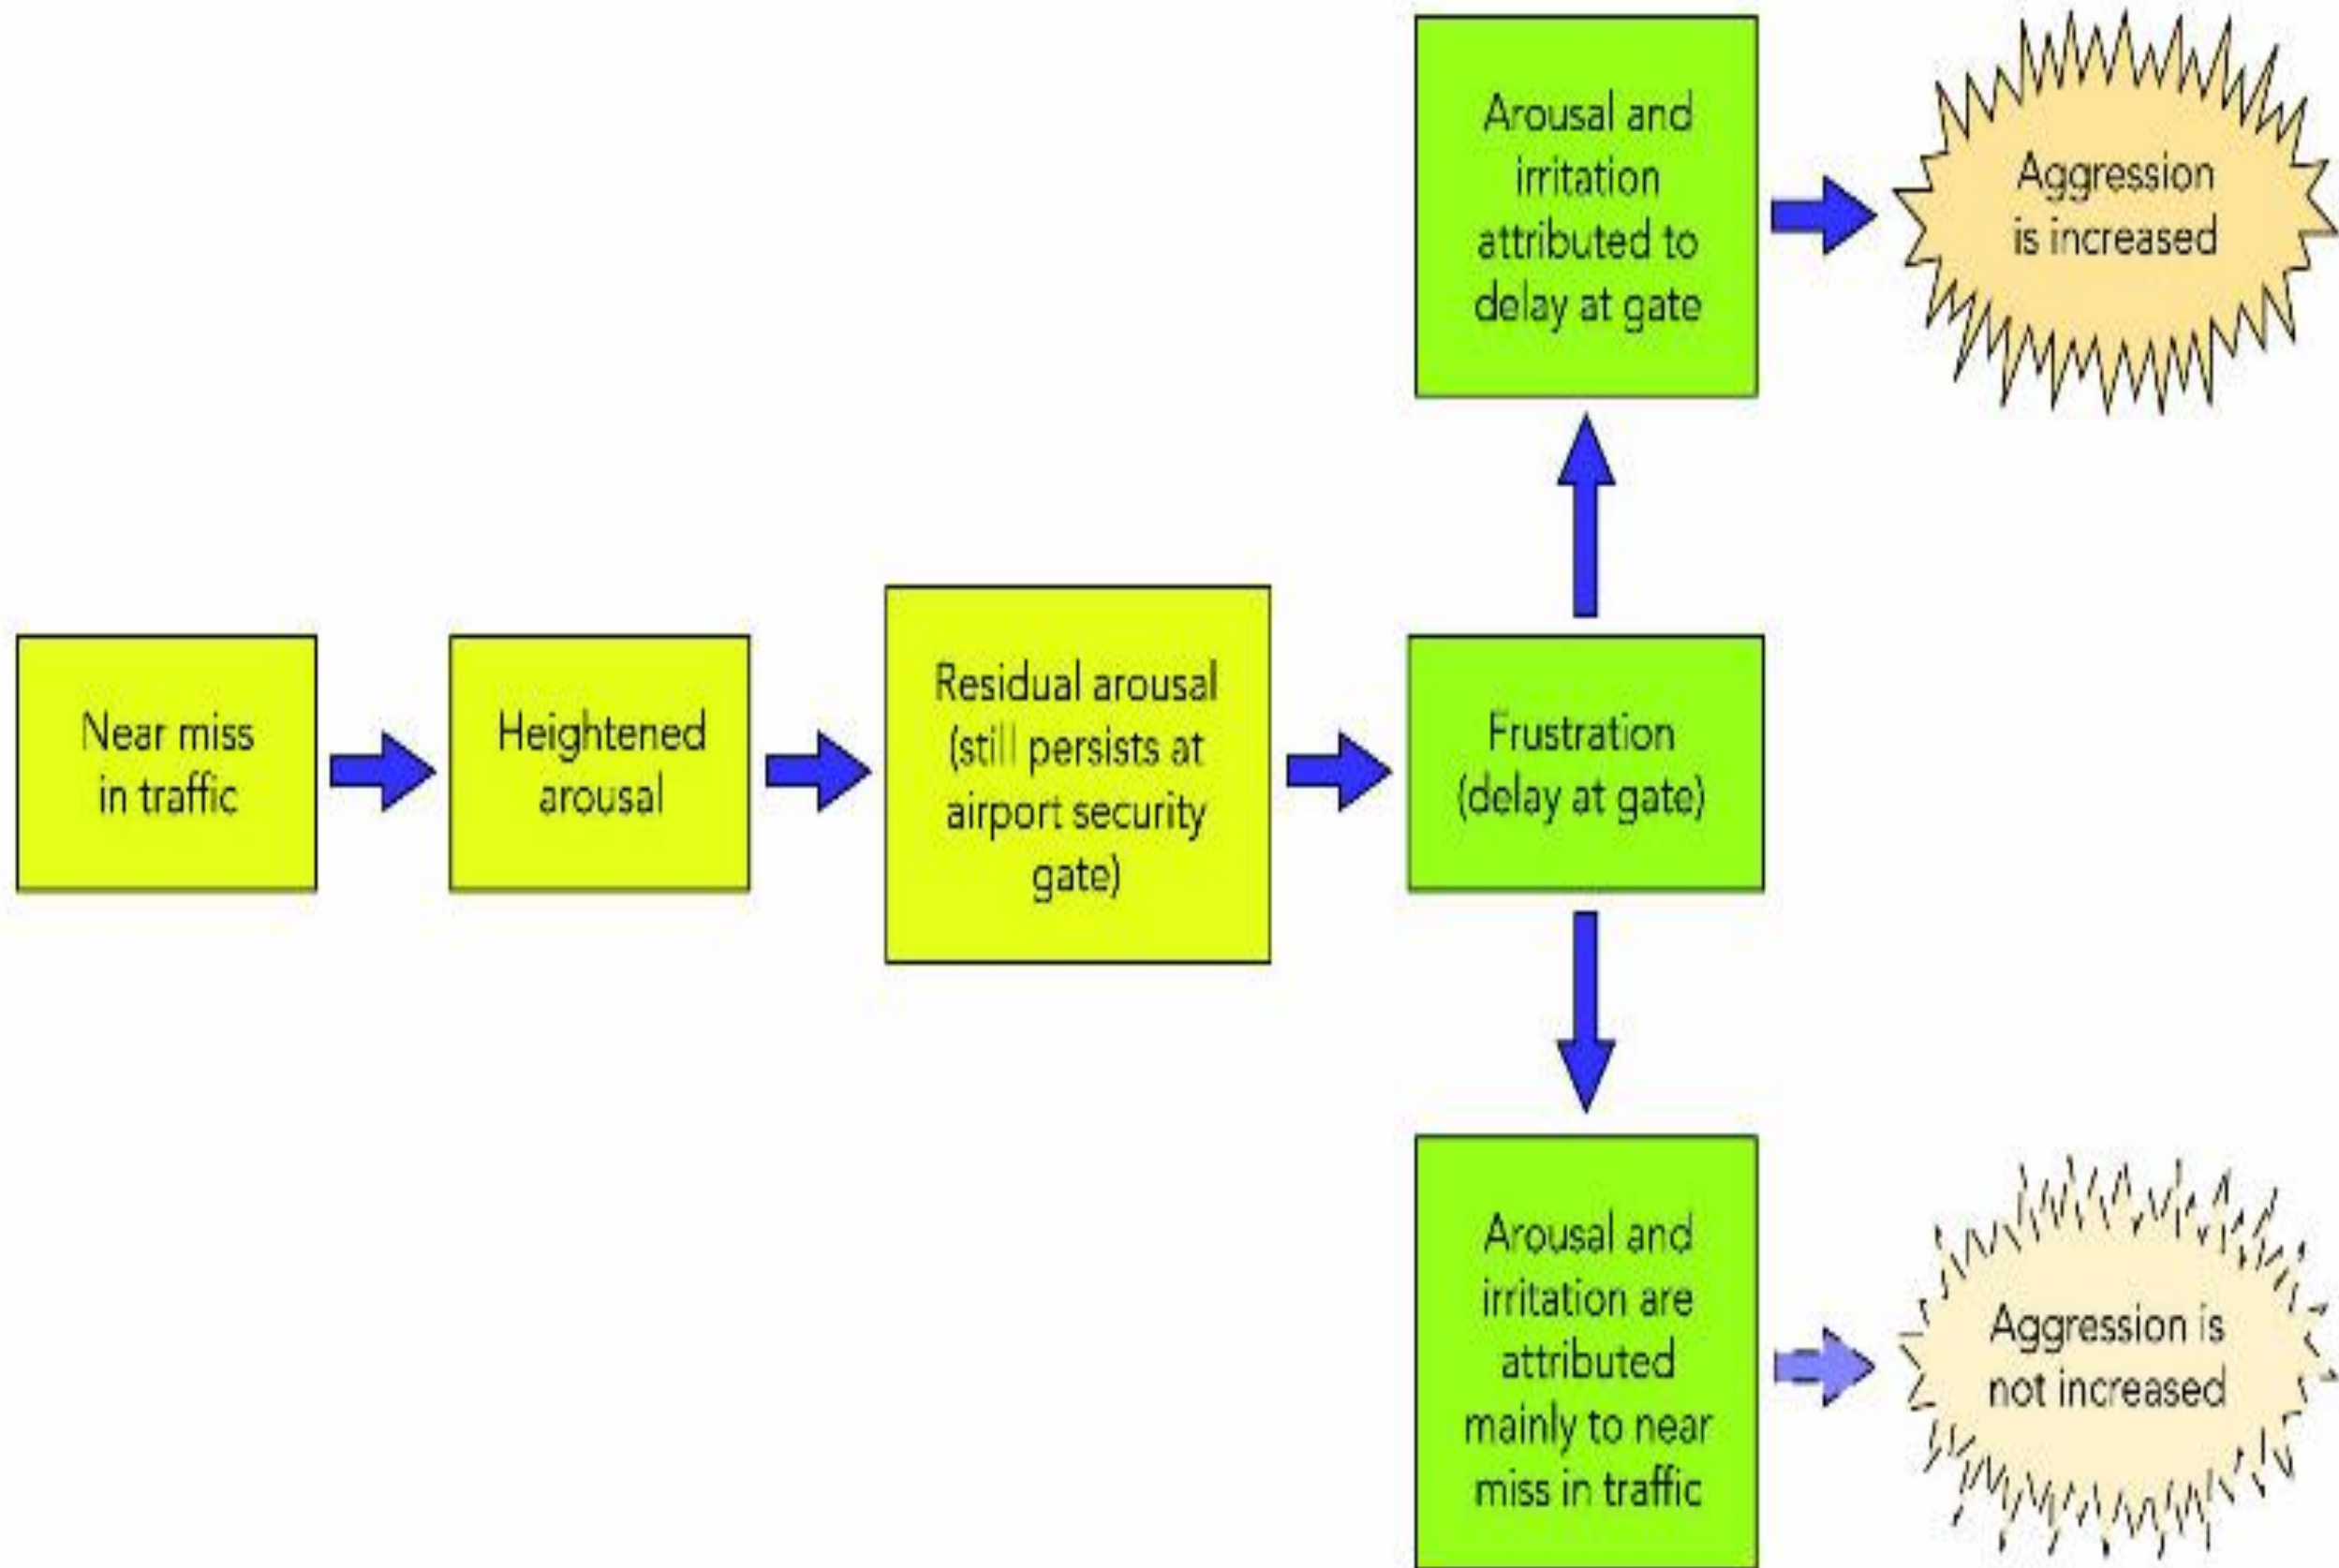 Near miss
in traffic
Heightened
arousal
Residual arousal
(still persists at
airport security
gate)
Frustration
(delay at gate)
Arousal and
irritation
attributed to
delay at gate
Aggression
is increased
Arousal and
irritation are
attributed
mainly to near
miss in traffic
Aggression is
not increased